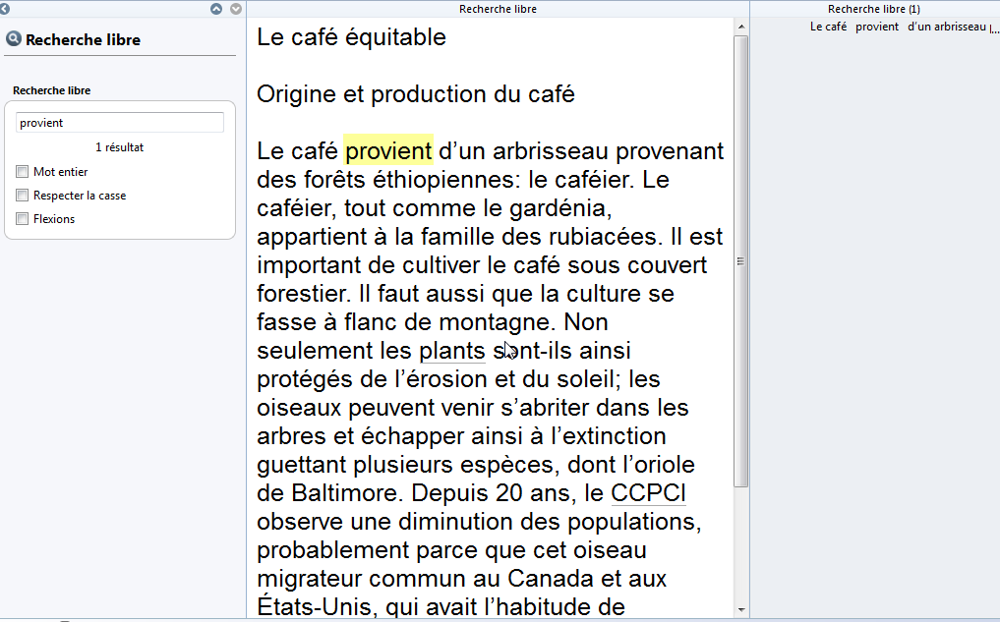 Recherche libre
Recherche libre
provient
1 résultat
Mot entier
Respecter la casse
Flexions
Recherche libre
Le café équitable
Origine et production du café
Le café provient d’un arbrisseau provenant
des forêts éthiopiennes: le caféier. Le
caféier, tout comme le gardénia,
appartient à la famille des rubiacées. Il est
important de cultiver le café sous couvert
forestier. Il faut aussi que la culture se
fasse à flanc de montagne. Non
seulement les plants sont-ils ainsi
protégés de l’érosion et du soleil; les
oiseaux peuvent venir s’abriter dans les
arbres et échapper ainsi à l’extinction
guettant plusieurs espèces, dont l’oriole
de Baltimore. Depuis 20 ans, le CCPCI
observe une diminution des populations,
probablement parce que cet oiseau
migrateur commun au Canada et aux
États-Unis, qui avait l’habitude de
Recherche libre (1)
Le café provient d’un arbrisseau